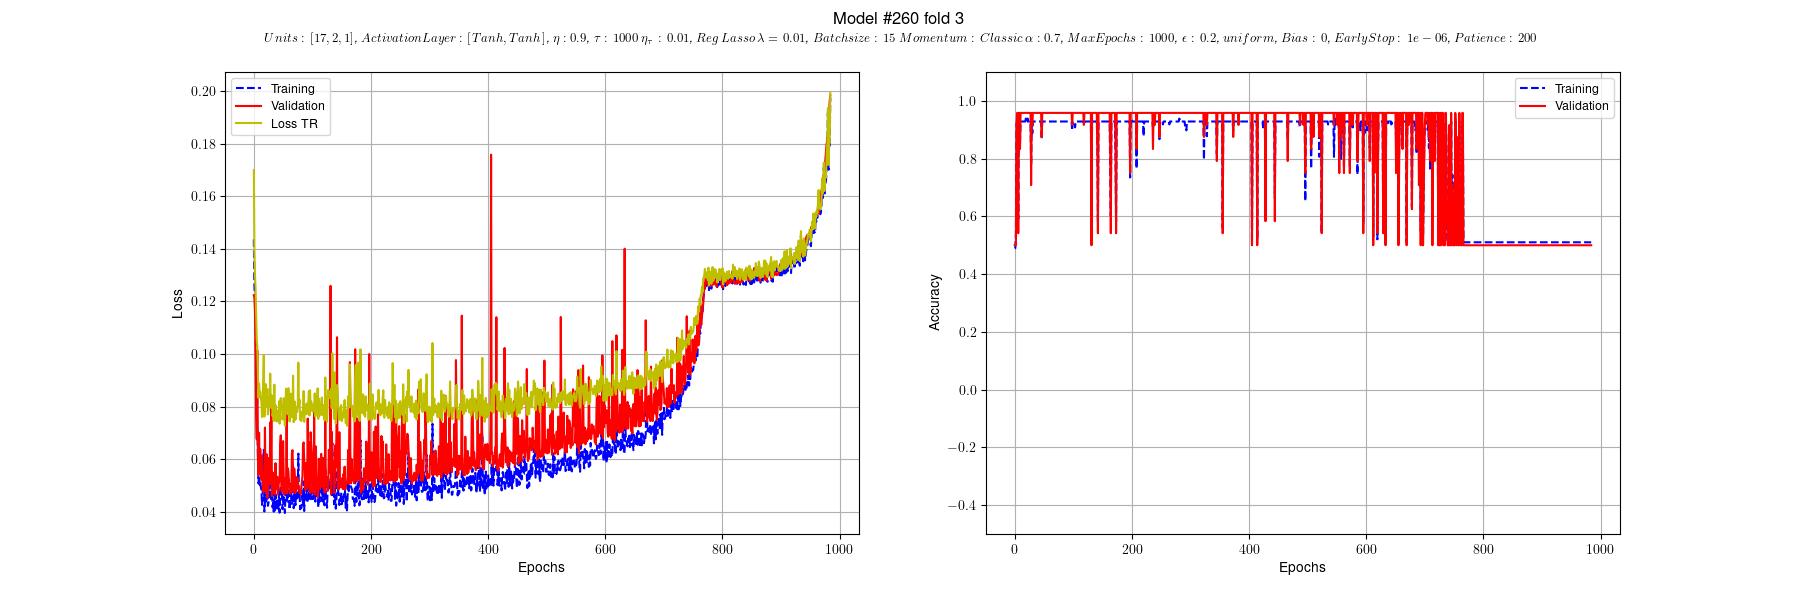 Model #260 fold 3
Units : [17, 2, 1], ActivationLayer : [Tanh, Tanh], η : 0.9, τ : 1000 ητ : 0.01, Reg Lasso λ = 0.01, Batchsize : 15 Momentum : Classic α : 0.7, MaxEpochs : 1000, ϵ : 0.2, uniform, Bias : 0, EarlyStop : 1e − 06, Patience : 200
Training
Validation
Loss TR
0.20
0.18
0.16
0.14
0.12
0.10
0.08
0.06
0.04
Loss
0 200 400 600 800 1000
Epochs
Training
Validation
1.0
0.8
0.6
0.4
0.2
0.0
−0.2
−0.4
Accuracy
0 200 400 600 800 1000
Epochs